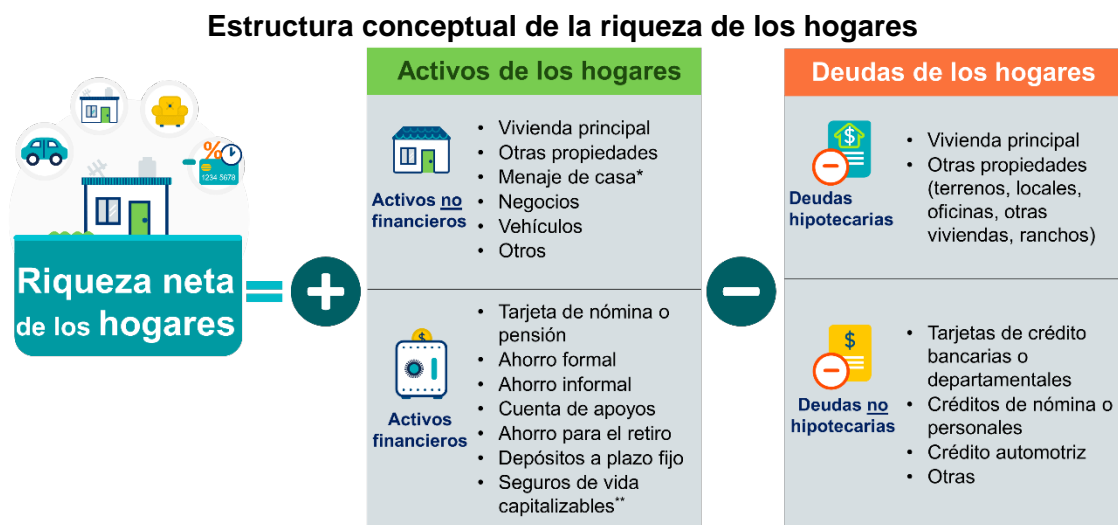 Estructura conceptual de la riqueza de los hogares
%
1234 5678
Riqueza neta
de los hogares
=
+
Activos de los hogares
Activos no
financieros
• Vivienda principal
• Otras propiedades
• Menaje de casa*
• Negocios
• Vehículos
• Otros
$
Activos
financieros
• Tarjeta de nómina o
pensión
• Ahorro formal
• Ahorro informal
• Cuenta de apoyos
• Ahorro para el retiro
• Depósitos a plazo fijo
• Seguros de vida
capitalizables**
−
Deudas de los hogares
$
Deudas
hipotecarias
• Vivienda principal
• Otras propiedades
(terrenos, locales,
oficinas, otras
viviendas, ranchos)
$
Deudas no
hipotecarias
• Tarjetas de crédito
bancarias o
departamentales
• Créditos de nómina o
personales
• Crédito automotriz
• Otras